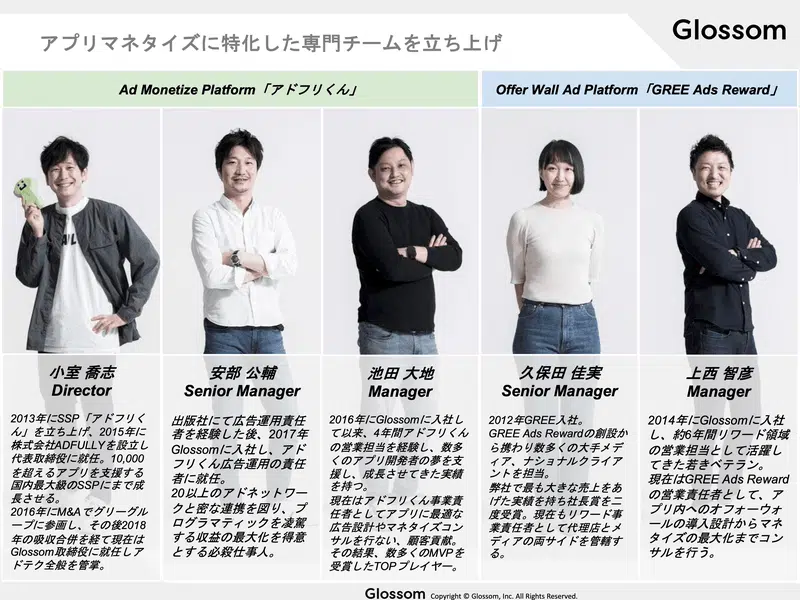 アプリマネタイズに特化した専門チームを立ち上げ
Glossom
Ad Monetize Platform「アドフリくん」
Offer Wall Ad Platform「GREE Ads Reward」
小室 喬志
Director
2013年にSSP「アドフリく
ん」を立ち上げ、2015年に
株式会社ADFULLYを設立し
代表取締役に就任。10,000
を超えるアプリを支援する
国内最大級のSSPにまで成
長させる。
2016年にM&Aでグリーグル
ープに参画し、その後2018
年の吸収合併を経て現在は
Glossom取締役に就任しア
ドテク全般を管掌。
安部 公輔
Senior Manager
出版社にて広告運用責任
者を経験した後、2017年
Glossomに入社し、アド
フリくん広告運用の責任
者に就任。
20以上のアドネットワー
クと密な連携を図り、プ
ログラマティックを凌駕
する収益の最大化を得意
とする必殺仕事人。
池田 大地
Manager
2016年にGlossomに入社し
て以来、4年間アドフリくん
の営業担当を経験し、数多
くのアプリ開発者の夢を支
援し、成長させてきた実績
を持つ。
現在はアドフリくん事業責
任者としてアプリに最適な
広告設計やマネタイズコン
サルを行ない、顧客貢献。
その結果、数多くのMVPを
受賞したTOPプレイヤー。
久保田 佳実
Senior Manager
2012年GREE入社。
GREE Ads Rewardの創設か
ら携わり数多くの大手メデ
ィア、ナショナルクライア
ントを担当。
弊社で最も大きな売上をあ
げた実績を持ち社長賞を二
度受賞。現在もリワード事
業責任者として代理店とメ
ディアの両サイドを管轄す
る。
上西 智彦
Manager
2014年にGlossomに入社
し、約6年間リワード領域
の営業担当として活躍し
てきた若きベテラン。
現在はGREE Ads Reward
の営業責任者として、ア
プリ内へのオフォーウォ
ールの導入設計からマネ
タイズの最大化までコン
サルを行う。
Glossom Copyright © Glossom, Inc. All Rights Reserved.